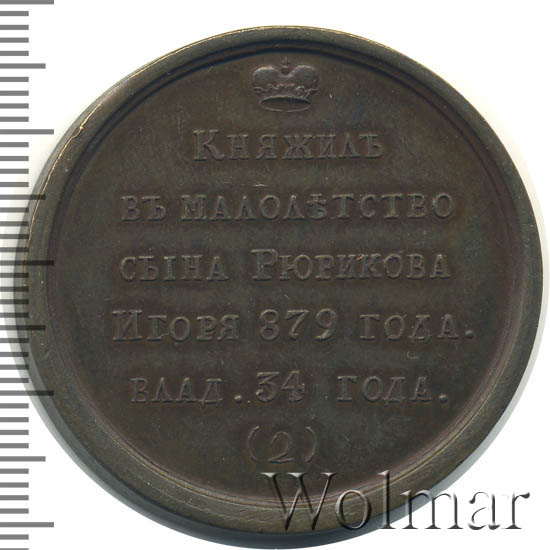 Княжилъ
въ малолѣтство
сына Рюрикова
Игоря 879 года.
влад. 34 года.
(2)
Wolmar